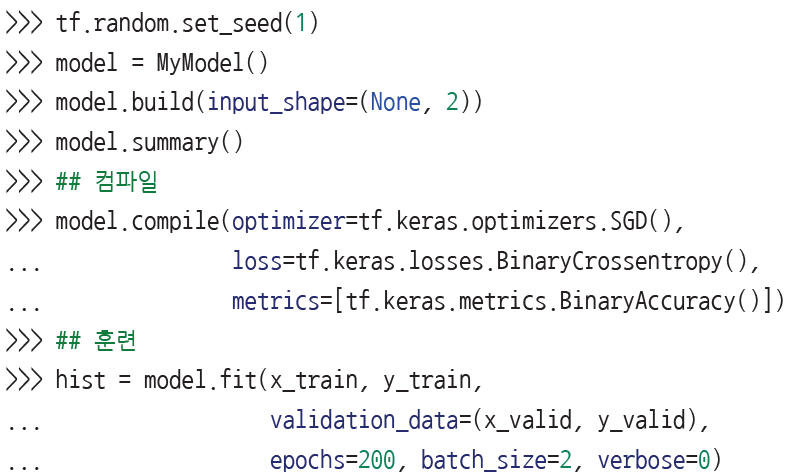 >>> tf.random.set_seed(1)
>>> model = MyModel()
>>> model.build(input_shape=(None, 2))
>>> model.summary()
>>> ## 컴파일
>>> model.compile(optimizer=tf.keras.optimizers.SGD(),
...               loss=tf.keras.losses.BinaryCrossentropy(),
...               metrics=[tf.keras.metrics.BinaryAccuracy()])
>>> ## 훈련
>>> hist = model.fit(x_train, y_train,
...                  validation_data=(x_valid, y_valid),
...                  epochs=200, batch_size=2, verbose=0)